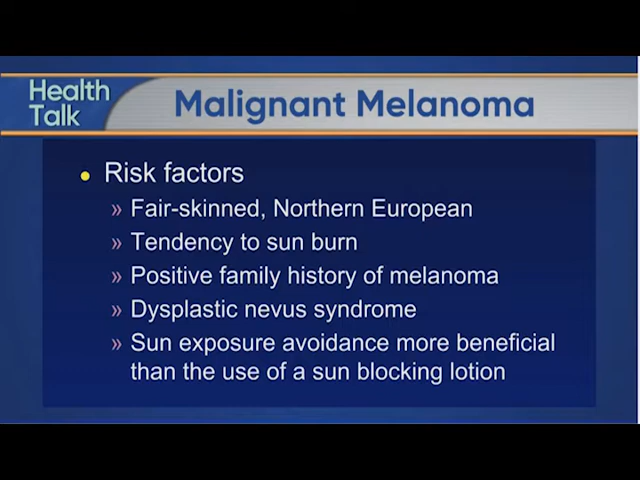 Health
Talk
Malignant Melanoma
• Risk factors
» Fair-skinned, Northern European
» Tendency to sun burn
» Positive family history of melanoma
» Dysplastic nevus syndrome
» Sun exposure avoidance more beneficial
than the use of a sun blocking lotion